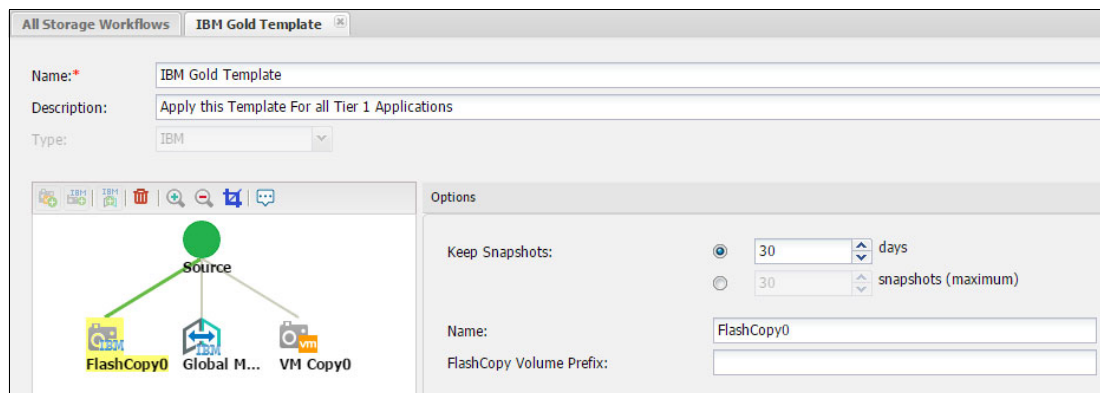 All Storage Workflows IBM Gold Template
Name:* IBM Gold Template
Description: Apply this Template For all Tier 1 Applications
Type: IBM
IBM IBM
Options
Source
IBM IBM vm
FlashCopy0 Global M... VM Copy0
Keep Snapshots: 30 days
30 snapshots (maximum)
Name: FlashCopy0
FlashCopy Volume Prefix: